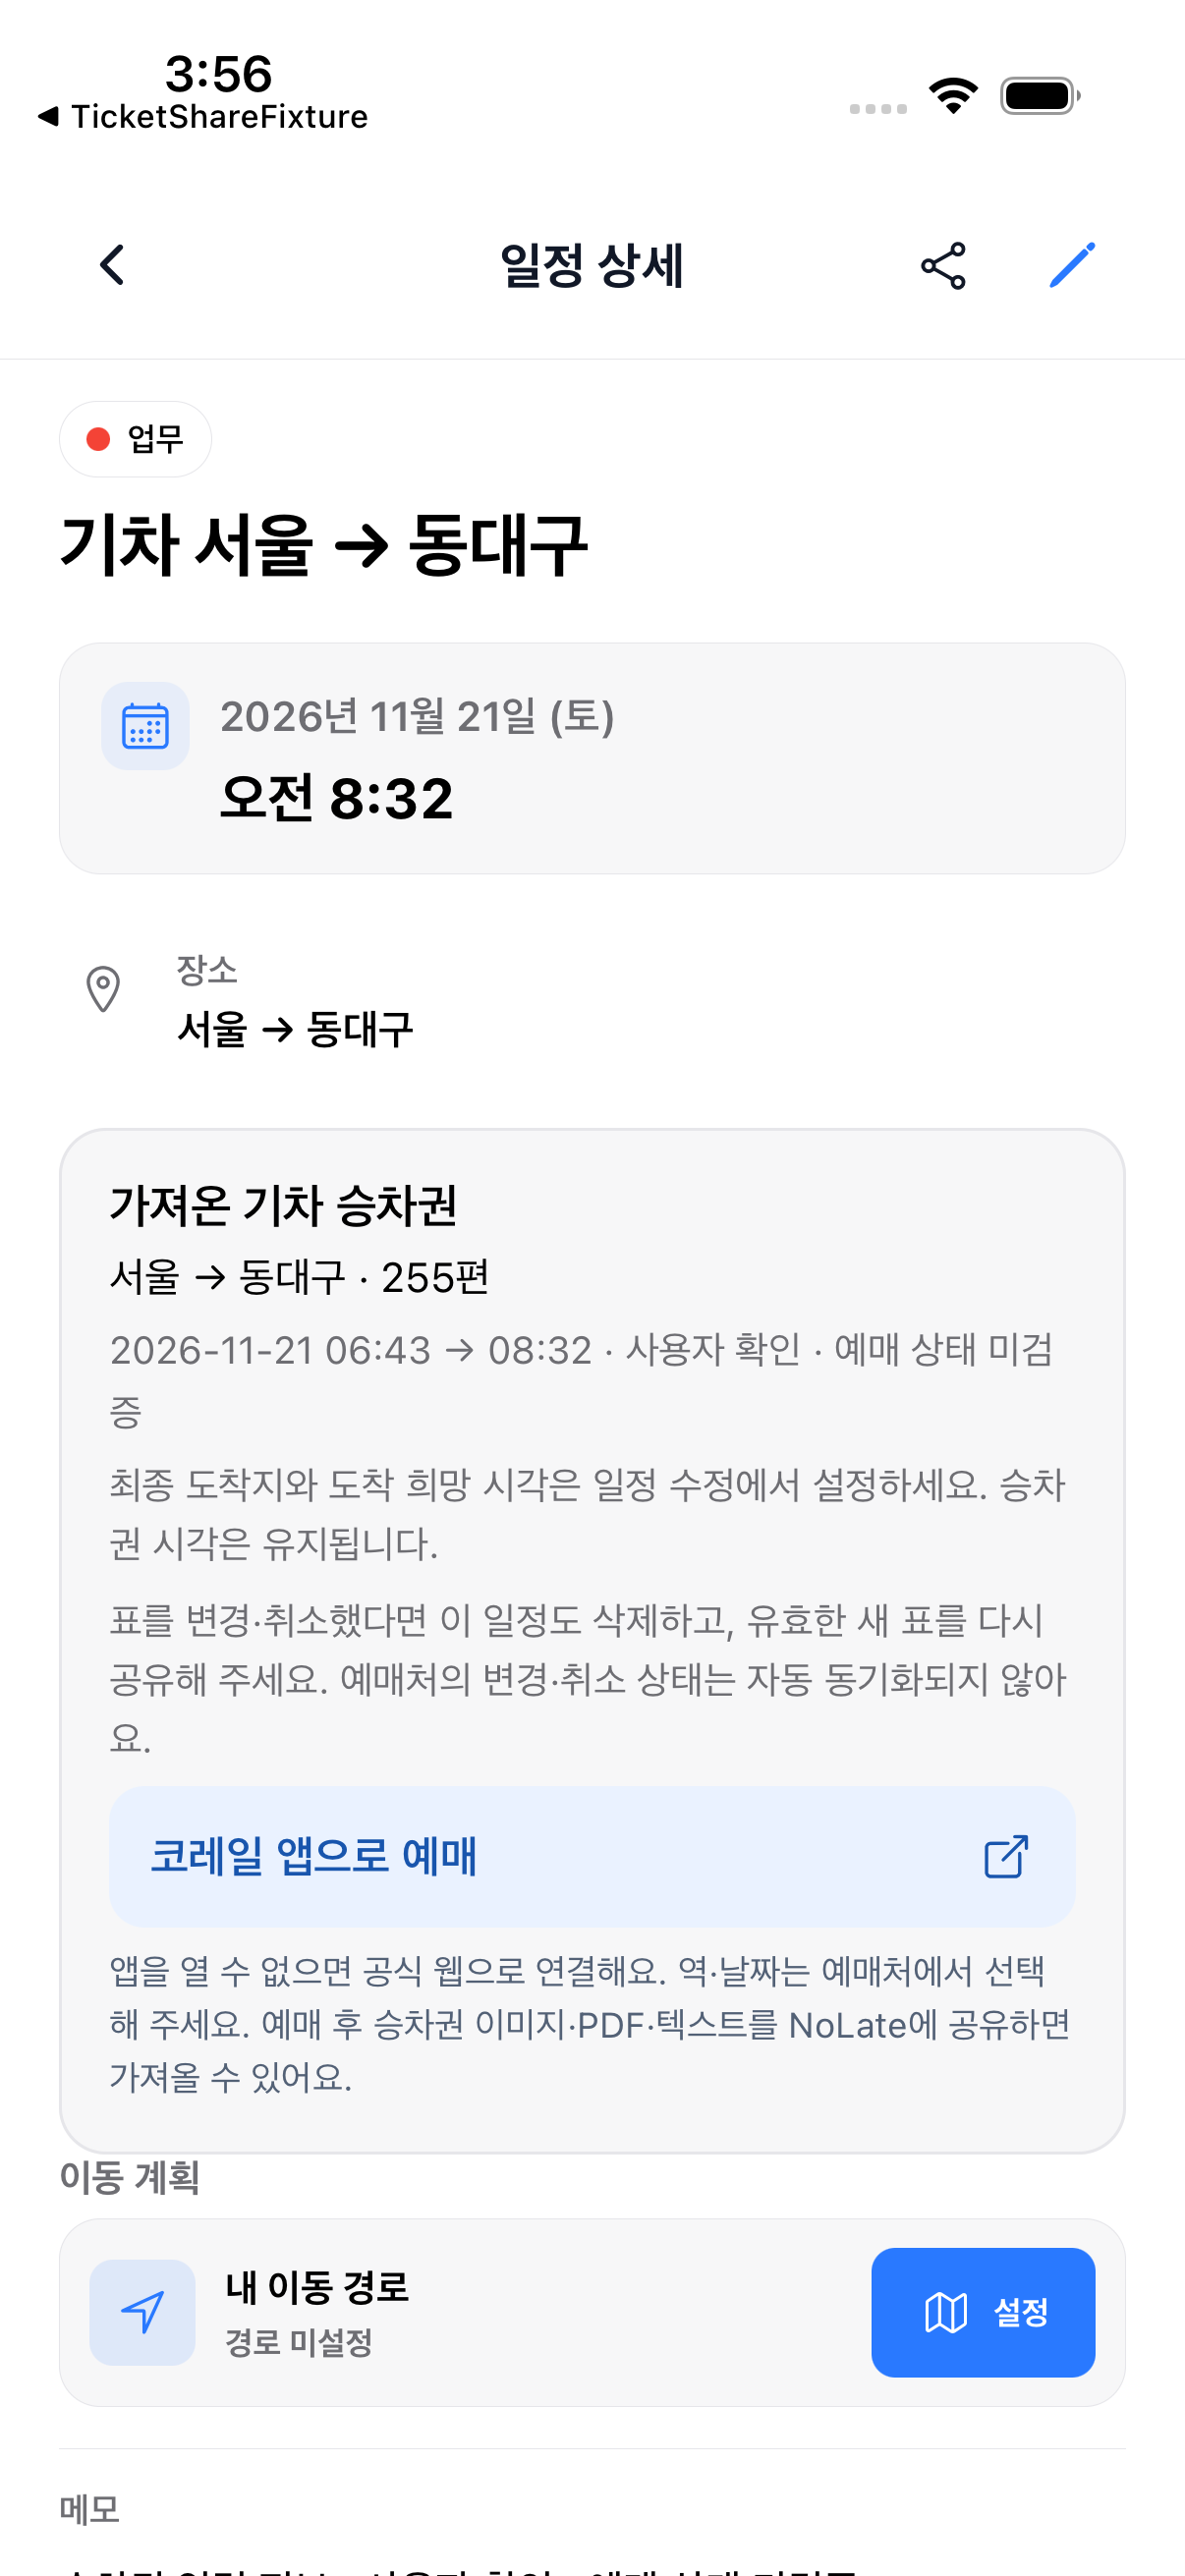 3:56
◀ TicketShareFixture
일정 상세
업무
기차 서울 → 동대구
2026년 11월 21일 (토)
오전 8:32
장소
서울 → 동대구
가져온 기차 승차권
서울 → 동대구 · 255편
2026-11-21 06:43 → 08:32 · 사용자 확인 · 예매 상태 미검
증
최종 도착지와 도착 희망 시각은 일정 수정에서 설정하세요. 승차
권 시각은 유지됩니다.
표를 변경·취소했다면 이 일정도 삭제하고, 유효한 새 표를 다시
공유해 주세요. 예매처의 변경·취소 상태는 자동 동기화되지 않아
요.
코레일 앱으로 예매
앱을 열 수 없으면 공식 웹으로 연결해요. 역·날짜는 예매처에서 선택
해 주세요. 예매 후 승차권 이미지·PDF·텍스트를 NoLate에 공유하면
가져올 수 있어요.
이동 계획
내 이동 경로
경로 미설정
설정
메모